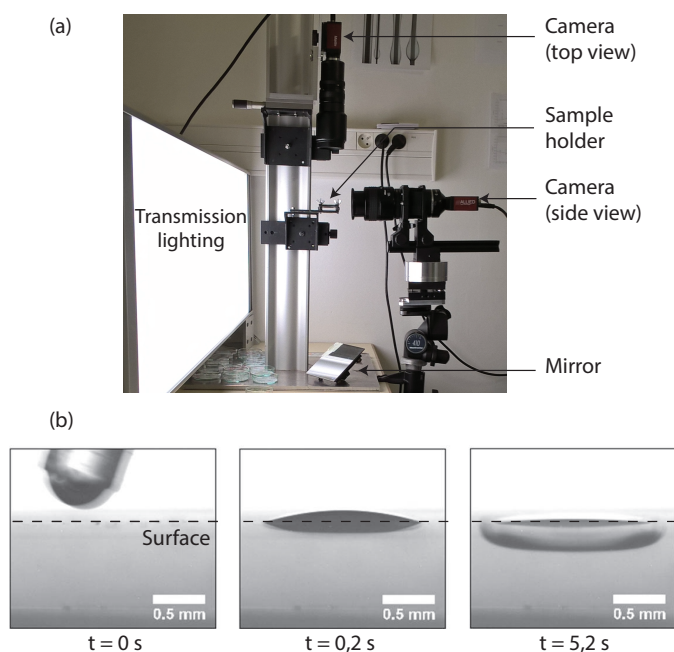 (a)
Camera
(top view)
Sample
holder
Camera
(side view)
Transmission
lighting
Mirror
(b)
Surface
0.5 mm
0.5 mm
0.5 mm
t = 0 s
t = 0,2 s
t = 5,2 s